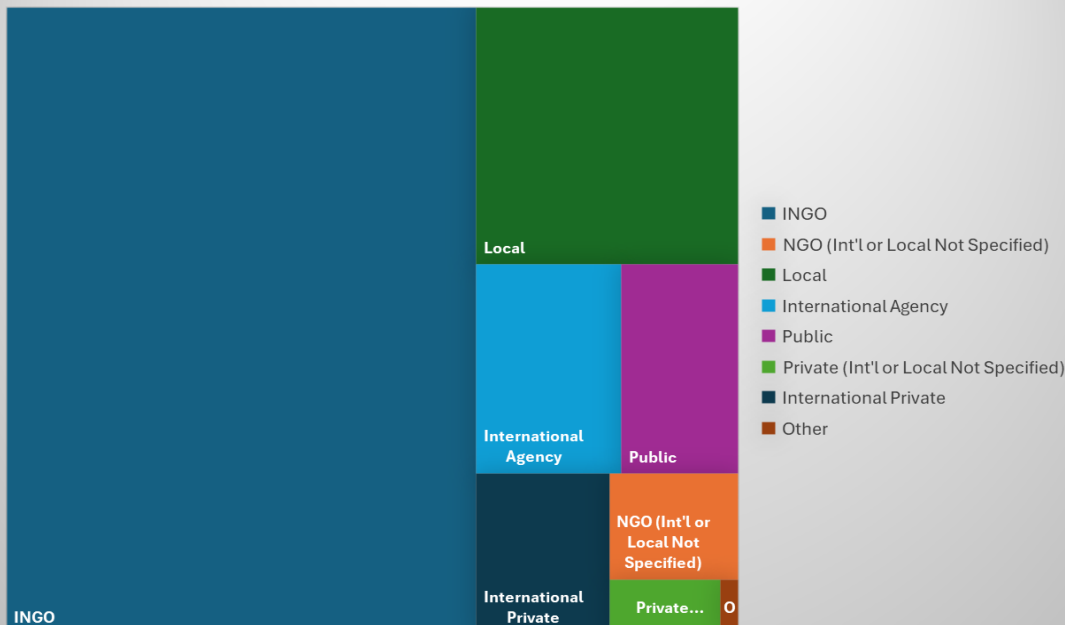 Local
International
Agency
Public
NGO (Int'l or
Local Not
Specified)
International
Private
Private...
O
INGO
INGO
NGO (Int'l or Local Not Specified)
Local
International Agency
Public
Private (Int'l or Local Not Specified)
International Private
Other